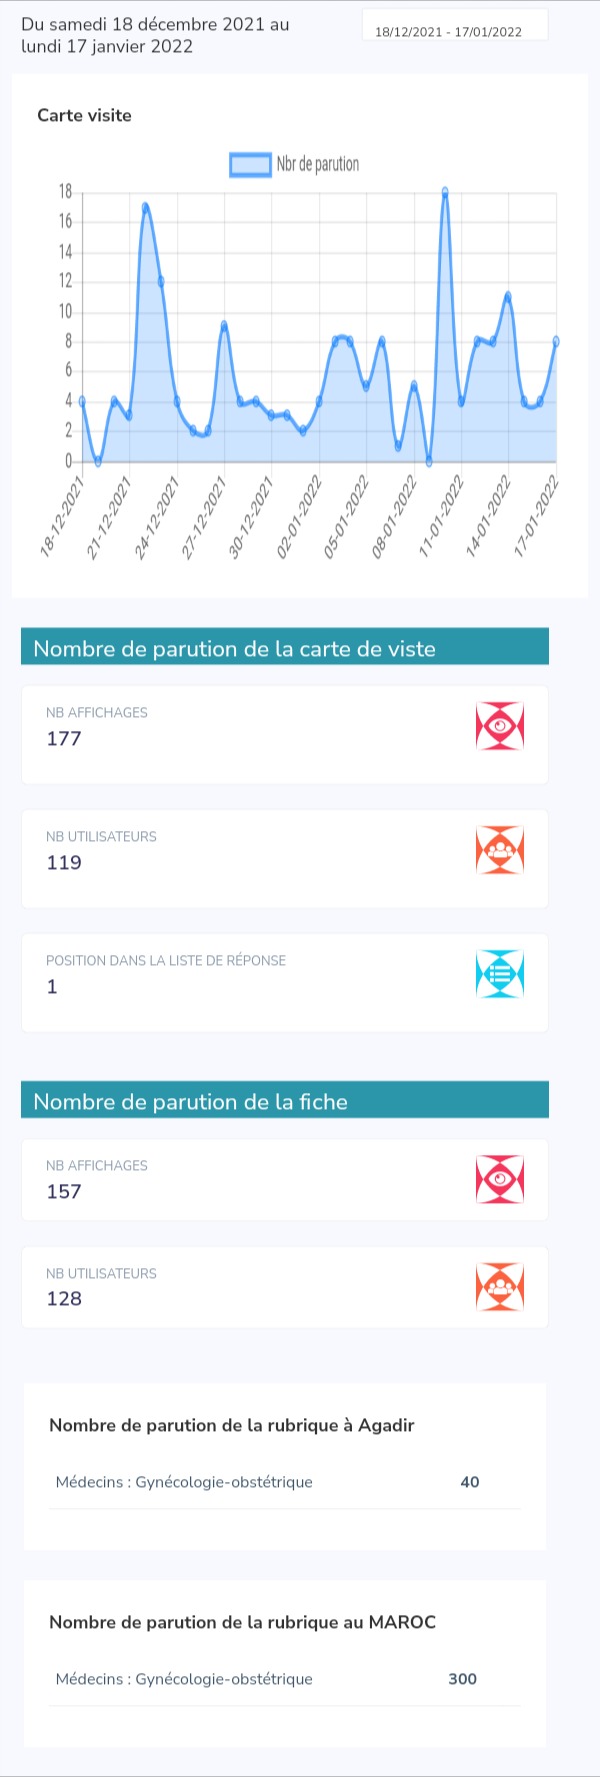 Du samedi 18 décembre 2021 au
lundi 17 janvier 2022
18/12/2021 - 17/01/2022
Carte visite
Nbr de parution
18
16
14
12
10
8
6
4
2
0
18-12-2021
21-12-2021
24-12-2021
27-12-2021
30-12-2021
02-01-2022
05-01-2022
08-01-2022
11-01-2022
14-01-2022
17-01-2022
Nombre de parution de la carte de viste
NB AFFICHAGES
177
NB UTILISATEURS
119
POSITION DANS LA LISTE DE RÉPONSE
1
Nombre de parution de la fiche
NB AFFICHAGES
157
NB UTILISATEURS
128
Nombre de parution de la rubrique à Agadir
Médecins : Gynécologie-obstétrique 40
Nombre de parution de la rubrique au MAROC
Médecins : Gynécologie-obstétrique 300